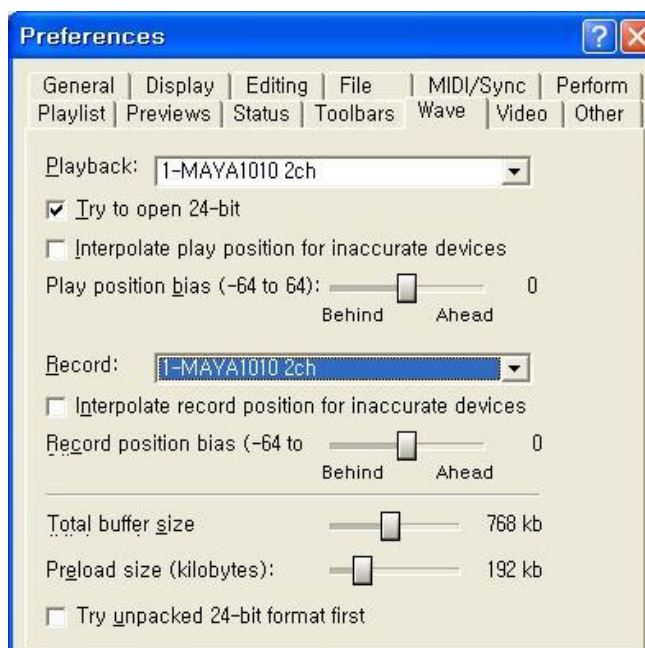 Preferences
General Display Editing File MIDI/Sync Perform
Playlist Previews Status Toolbars Wave Video Other
Playback: 1-MAYA1010 2ch
Try to open 24-bit
Interpolate play position for inaccurate devices
Play position bias (-64 to 64): 0
Behind Ahead
Record: 1-MAYA1010 2ch
Interpolate record position for inaccurate devices
Record position bias (-64 to 0
Behind Ahead
Total buffer size 768 kb
Preload size (kilobytes): 192 kb
Try unpacked 24-bit format first